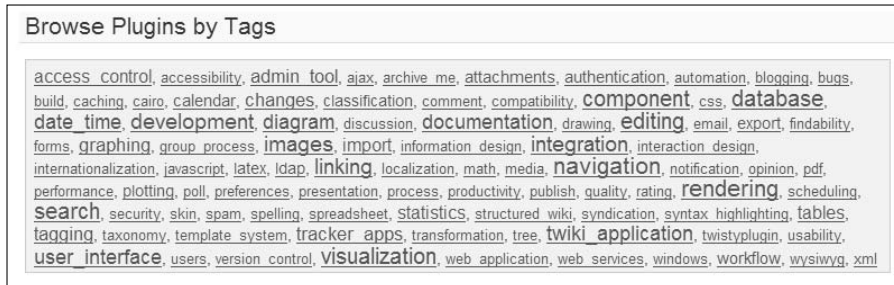 Browse Plugins by Tags
access_control, accessibility, admin_tool, ajax, archive_me, attachments, authentication, automation, blogging, bugs,
build, caching, cairo, calendar, changes, classification, comment, compatibility, component, css, database,
date_time, development, diagram, discussion, documentation, drawing, editing, email, export, findability,
forms, graphing, group_process, images, import, information_design, integration, interaction_design,
internationalization, javascript, latex, ldap, linking, localization, math, media, navigation, notification, opinion, pdf,
performance, plotting, poll, preferences, presentation, process, productivity, publish, quality, rating, rendering, scheduling,
search, security, skin, spam, spelling, spreadsheet, statistics, structured_wiki, syndication, syntax_highlighting, tables,
tagging, taxonomy, template_system, tracker_apps, transformation, tree, twiki_application, twistyplugin, usability,
user_interface, users, version_control, visualization, web_application, web_services, windows, workflow, wysiwyg, xml